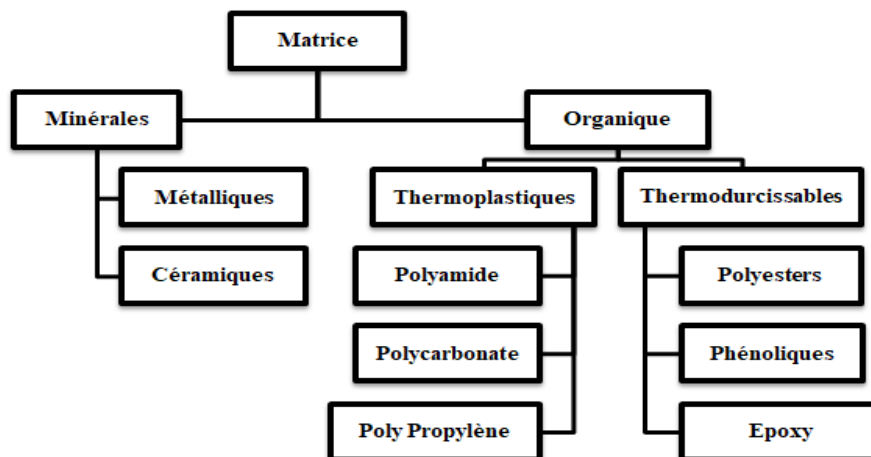 Matrice
Minérales
Organique
Métalliques
Thermoplastiques
Thermodurcissables
Céramiques
Polyamide
Polyesters
Polycarbonate
Phénoliques
Poly Propylène
Epoxy